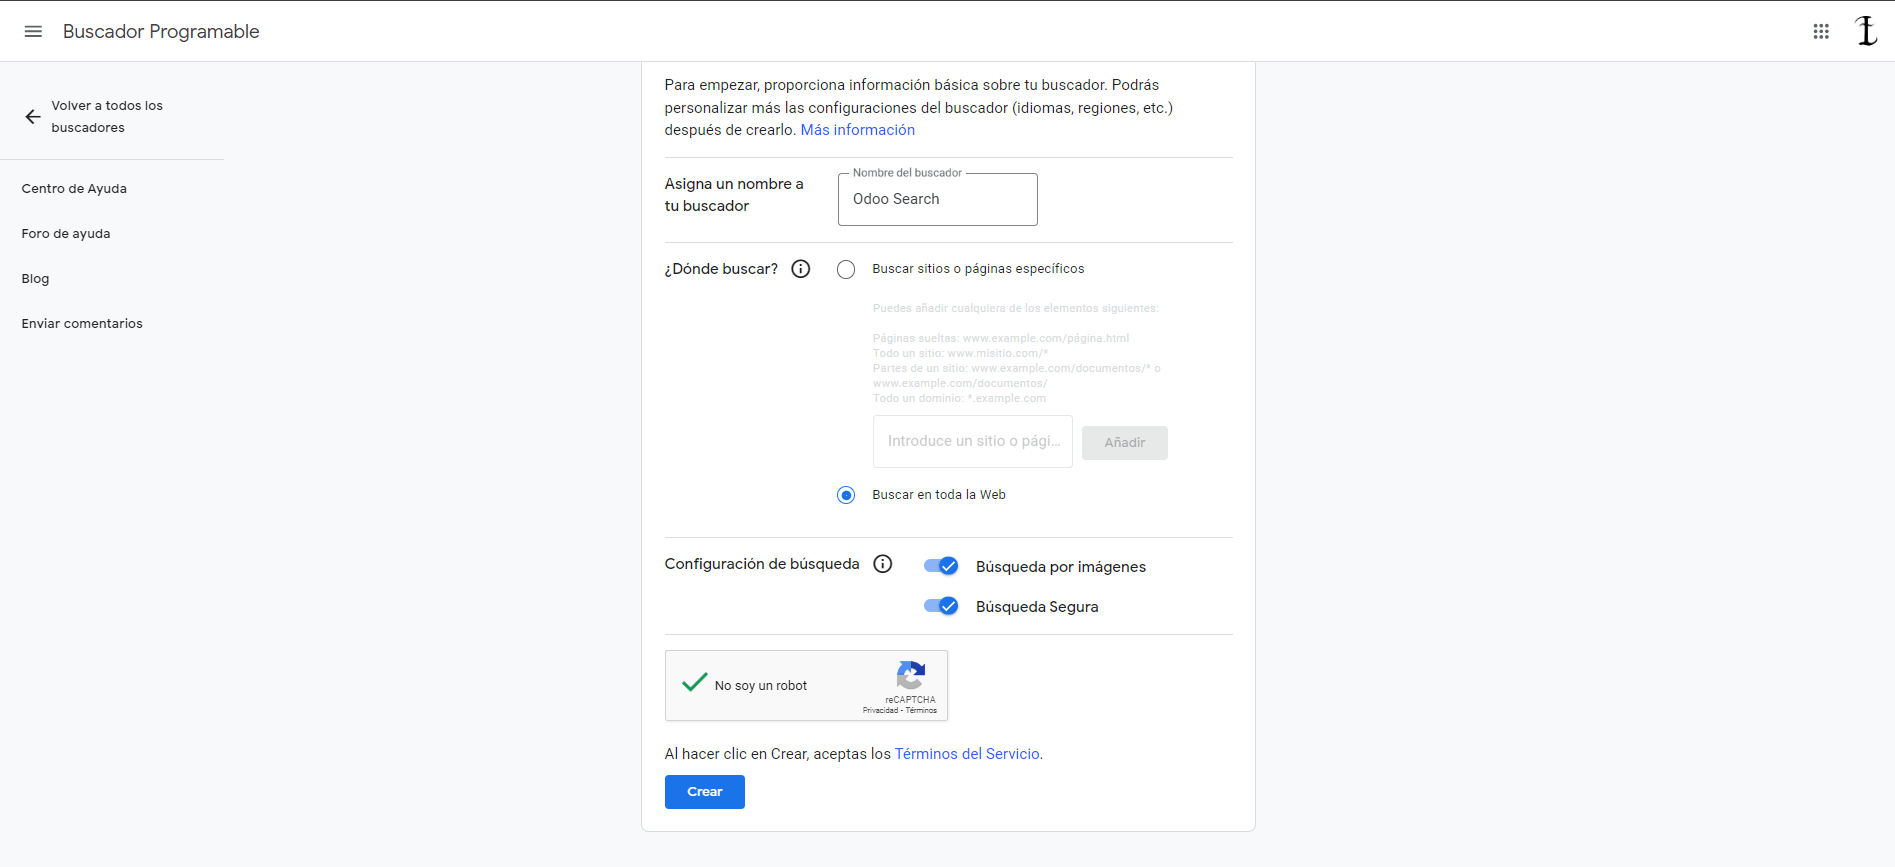 Buscador Programable
Volver a todos los
buscadores
Centro de Ayuda
Foro de ayuda
Blog
Enviar comentarios
Para empezar, proporciona información básica sobre tu buscador. Podrás
personalizar más las configuraciones del buscador (idiomas, regiones, etc.)
después de crearlo. Más información
Asigna un nombre a
tu buscador
Nombre del buscador
Odoo Search
¿Dónde buscar?
Buscar sitios o páginas específicos
Puedes añadir cualquiera de los elementos siguientes:
Páginas sueltas: www.example.com/página.html
Todo un sitio: www.misitio.com/*
Partes de un sitio: www.example.com/documentos/* o
www.example.com/documentos/
Todo un dominio: *.example.com
Introduce un sitio o pági...
Añadir
Buscar en toda la Web
Configuración de búsqueda
Búsqueda por imágenes
Búsqueda Segura
No soy un robot
reCAPTCHA
Privacidad - Términos
Al hacer clic en Crear, aceptas los Términos del Servicio.
Crear